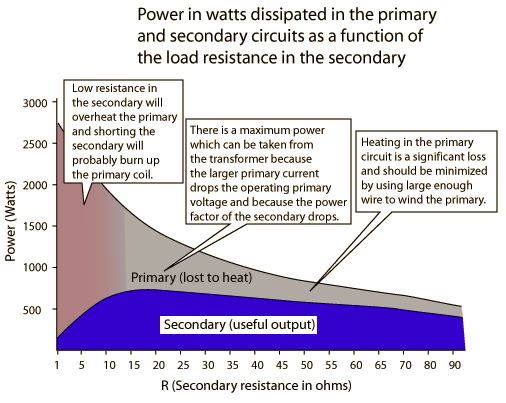 Power in watts dissipated in the primary
and secondary circuits as a function of
the load resistance in the secondary
Low resistance in
the secondary will
overheat the primary
and shorting the
secondary will
probably burn up
the primary coil.
There is a maximum power
which can be taken from
the transformer because
the larger primary current
drops the operating primary
voltage and because the power
factor of the secondary drops.
Heating in the primary
circuit is a significant loss
and should be minimized
by using large enough
wire to wind the primary.
Power (Watts)
3000
2500
2000
1500
1000
500
Primary (lost to heat)
Secondary (useful output)
1 5 10 15 20 25 30 40 50 60 65 70 80 90
R (Secondary resistance in ohms)